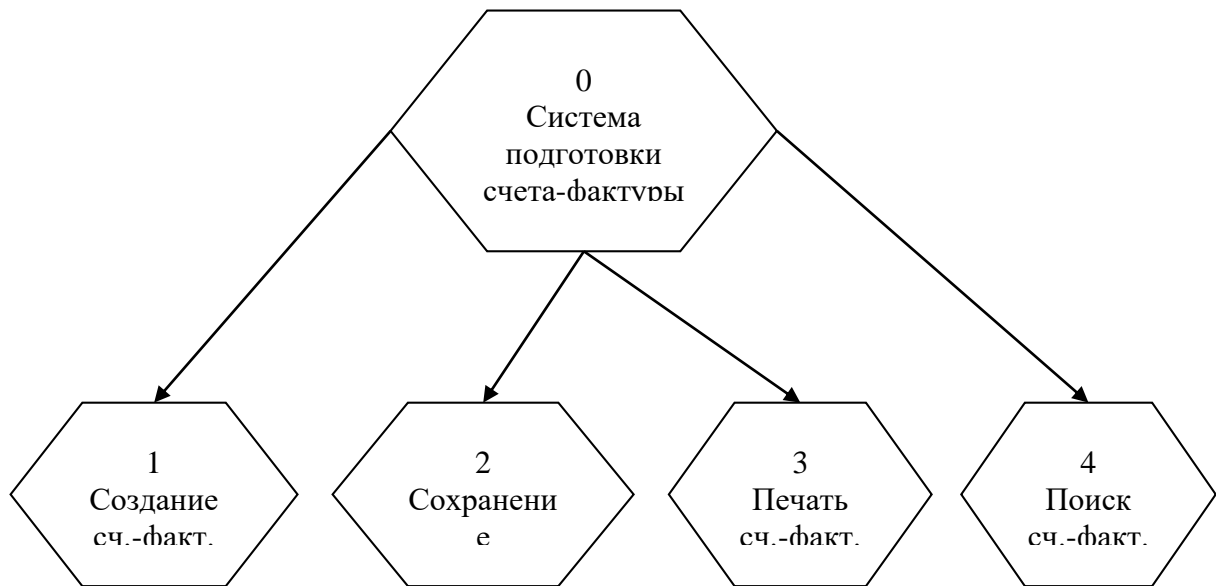 0
Система
подготовки
счета-фактуры
1
Создание
сч.-факт.
2
Сохранени
е
3
Печать
сч.-факт.
4
Поиск
сч.-факт.